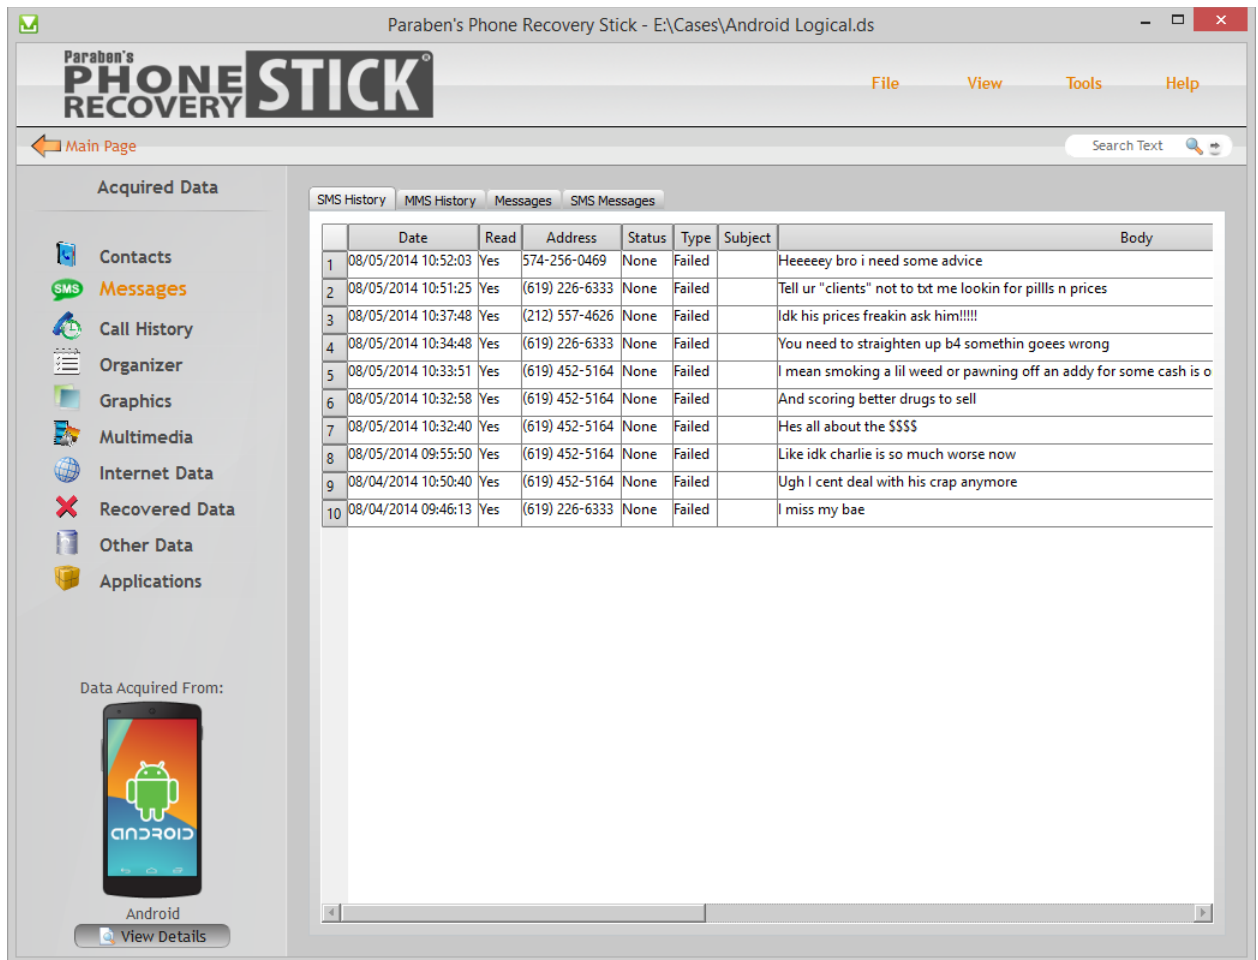 Paraben's Phone Recovery Stick - E:\Cases\Android Logical.ds
Paraben's
PHONE RECOVERY STICK®
File View Tools Help
Main Page
Search Text
Acquired Data
Contacts
SMS Messages
Call History
Organizer
Graphics
Multimedia
Internet Data
Recovered Data
Other Data
Applications
Data Acquired From:
ANDROID
Android
View Details
SMS History MMS History Messages SMS Messages
Date Read Address Status Type Subject Body
1 08/05/2014 10:52:03 Yes 574-256-0469 None Failed Heeeeey bro i need some advice
2 08/05/2014 10:51:25 Yes (619) 226-6333 None Failed Tell ur "clients" not to txt me lookin for pillls n prices
3 08/05/2014 10:37:48 Yes (212) 557-4626 None Failed Idk his prices freakin ask him!!!!!
4 08/05/2014 10:34:48 Yes (619) 226-6333 None Failed You need to straighten up b4 somethin goees wrong
5 08/05/2014 10:33:51 Yes (619) 452-5164 None Failed I mean smoking a lil weed or pawning off an addy for some cash is o
6 08/05/2014 10:32:58 Yes (619) 452-5164 None Failed And scoring better drugs to sell
7 08/05/2014 10:32:40 Yes (619) 452-5164 None Failed Hes all about the $$$$
8 08/05/2014 09:55:50 Yes (619) 452-5164 None Failed Like idk charlie is so much worse now
9 08/04/2014 10:50:40 Yes (619) 452-5164 None Failed Ugh I cent deal with his crap anymore
10 08/04/2014 09:46:13 Yes (619) 226-6333 None Failed I miss my bae